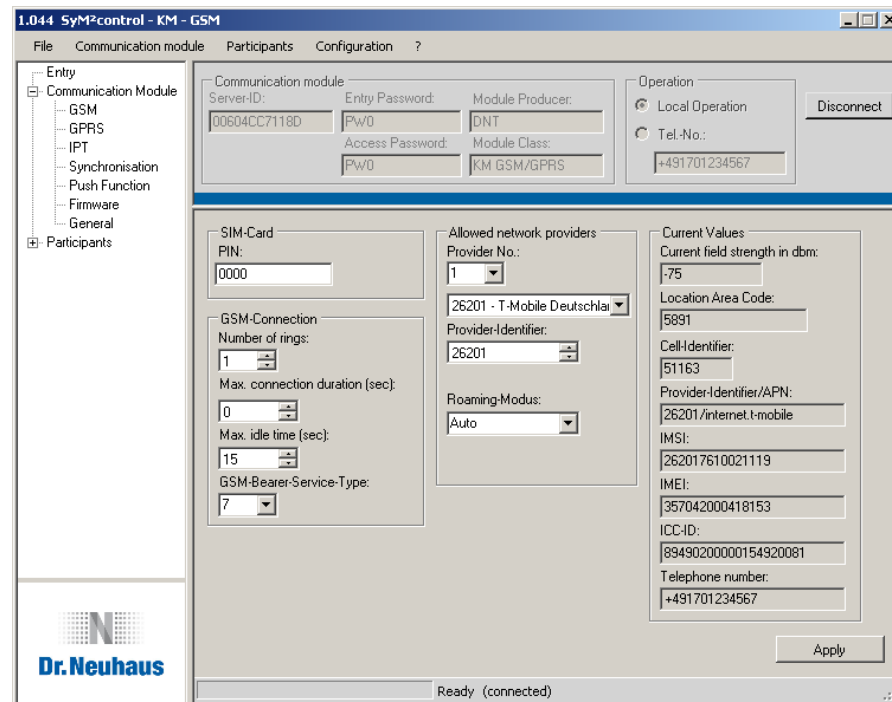 1.044 SyM²control - KM - GSM
File Communication module Participants Configuration ?
Entry
Communication Module
GSM
GPRS
IPT
Synchronisation
Push Function
Firmware
General
Participants
Communication module
Server-ID: Entry Password: Module Producer:
00604CC7118D PW0 DNT
Access Password: Module Class:
PW0 KM GSM/GPRS
Operation
Local Operation
Tel.-No.:
+491701234567
Disconnect
SIM-Card
PIN:
0000
GSM-Connection
Number of rings:
1
Max. connection duration (sec):
0
Max. idle time (sec):
15
GSM-Bearer-Service-Type:
7
Allowed network providers
Provider No.:
1
26201 - T-Mobile Deutschla
Provider-Identifier:
26201
Roaming-Modus:
Auto
Current Values
Current field strength in dbm:
-75
Location Area Code:
5891
Cell-Identifier:
51163
Provider-Identifier/APN:
26201/internet.t-mobile
IMSI:
262017610021119
IMEI:
357042000418153
ICC-ID:
89490200000154920081
Telephone number:
+491701234567
Apply
N
Dr.Neuhaus
Ready (connected)